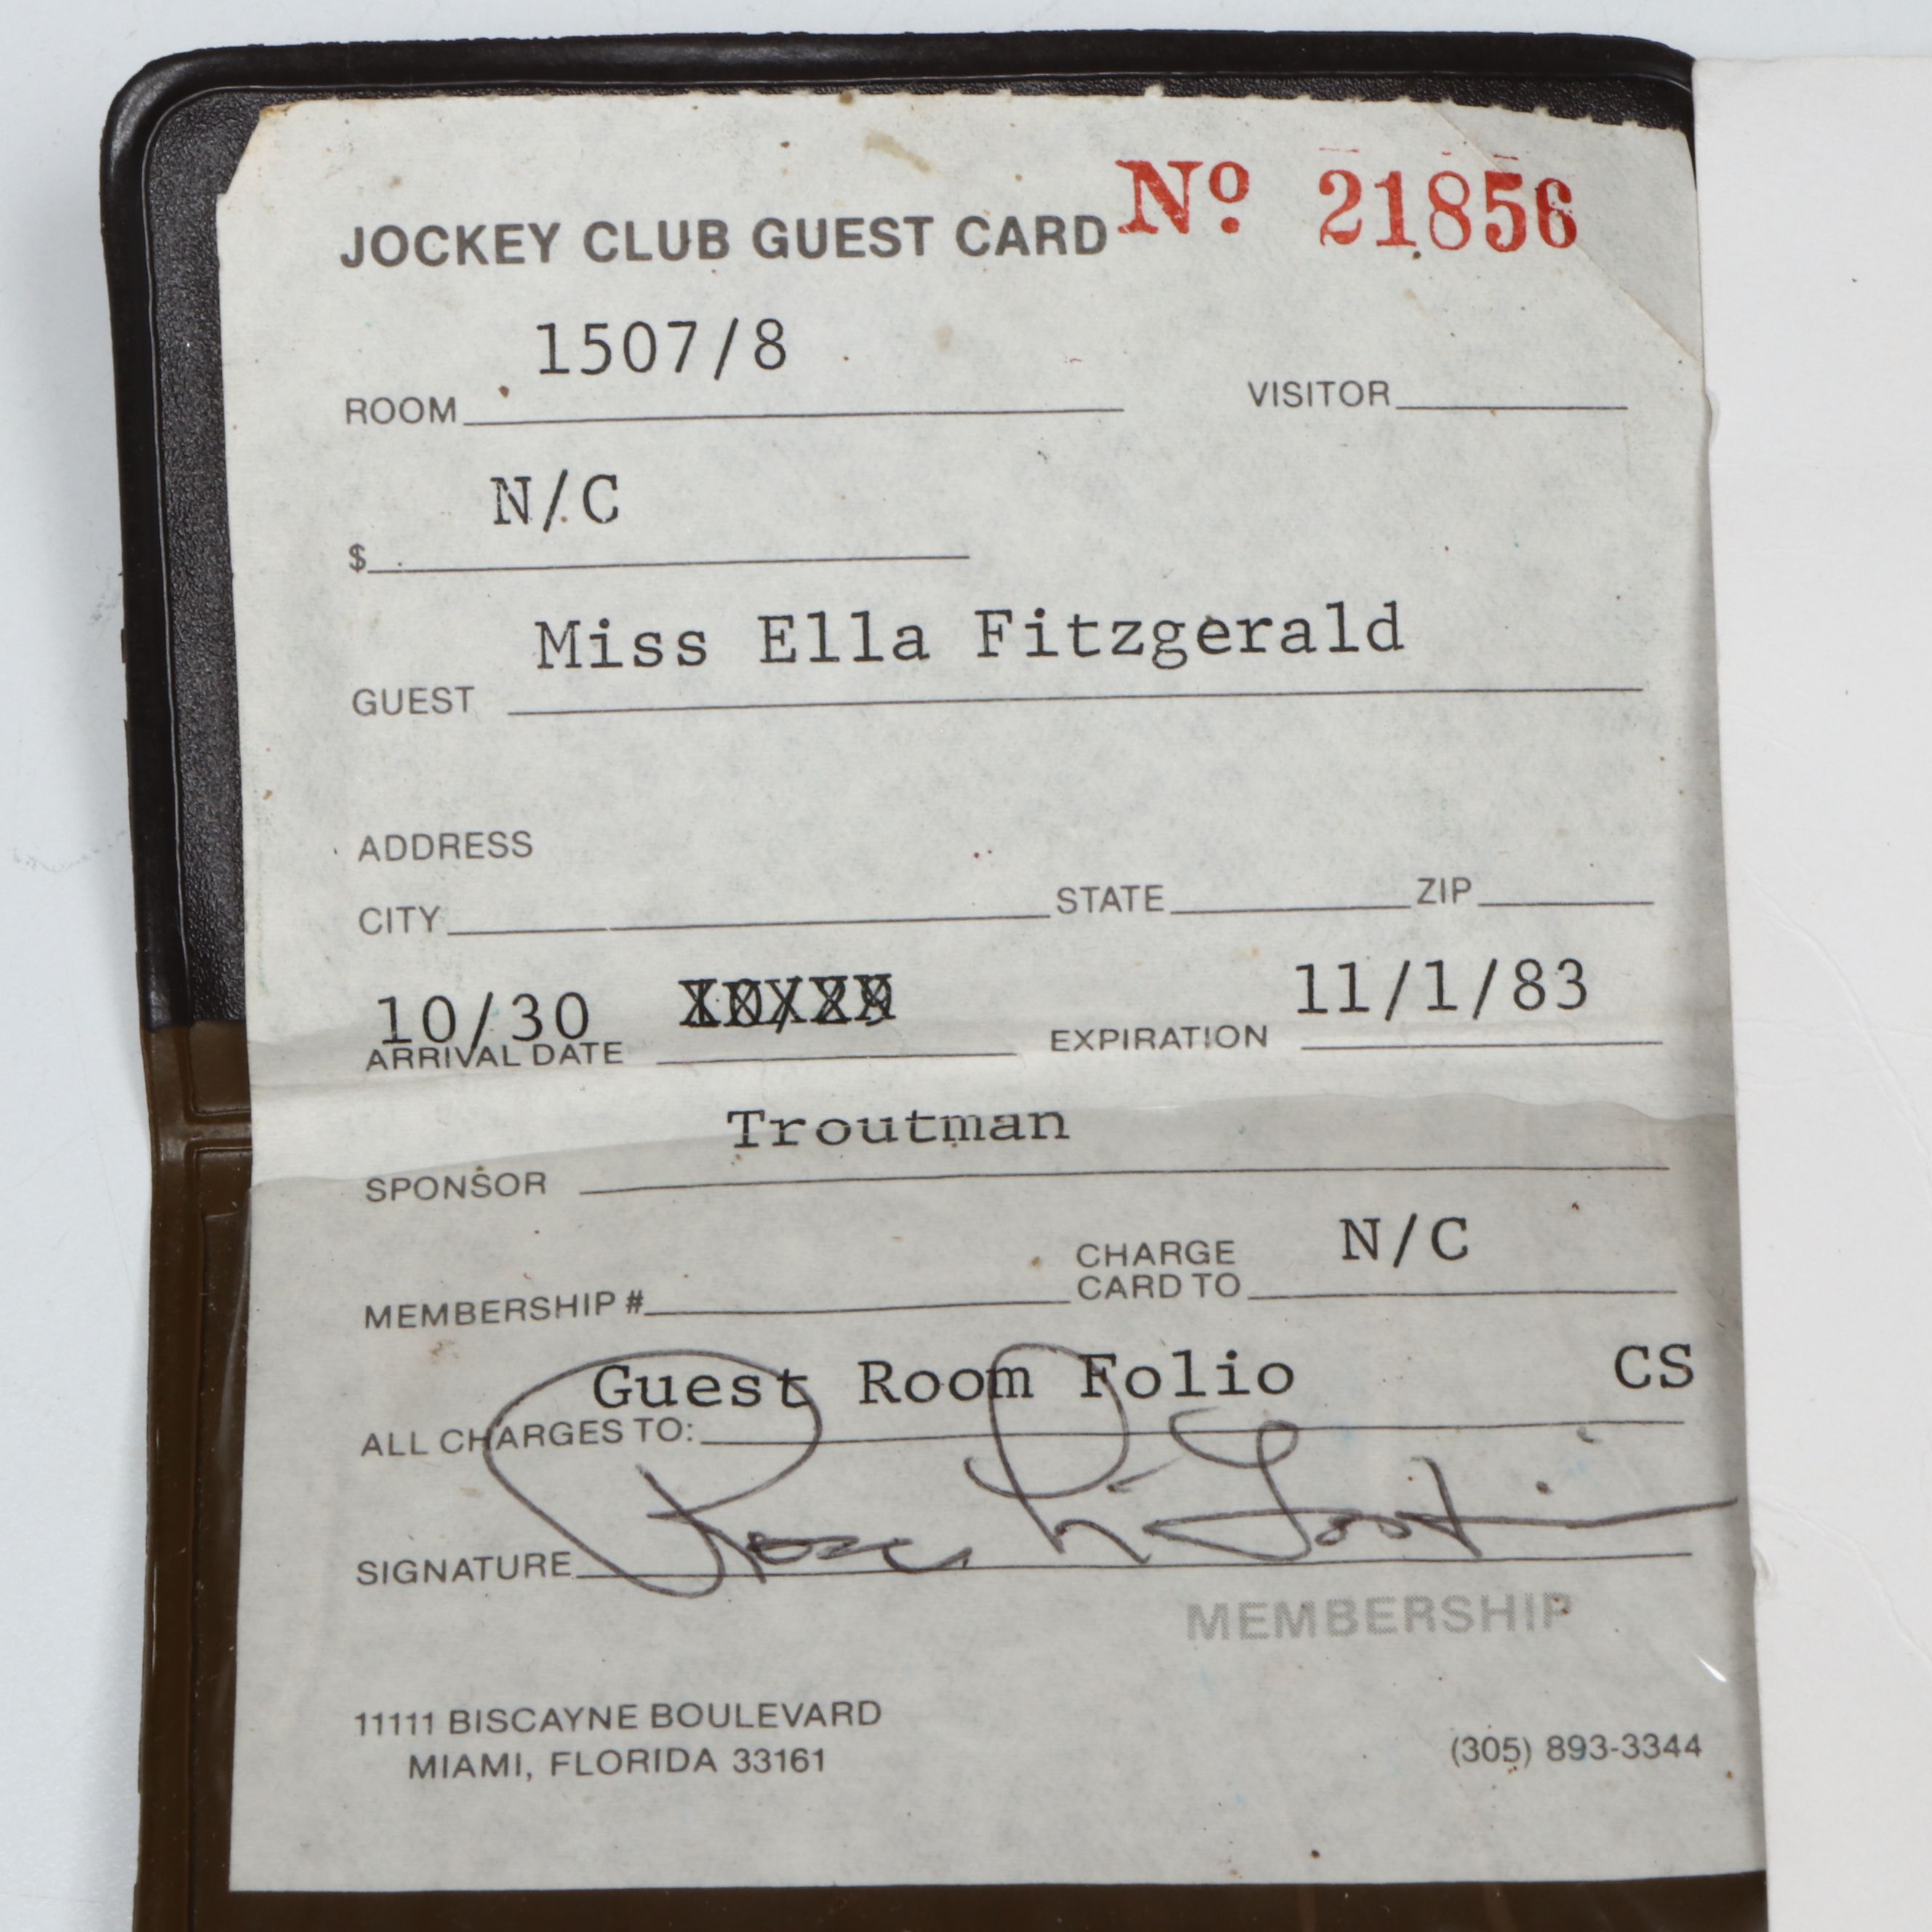 JOCKEY CLUB GUEST CARD Nº 21856
1507/8
ROOM VISITOR
N/C
$
Miss Ella Fitzgerald
GUEST
ADDRESS
CITY STATE ZIP
10/30 11/1/83
ARRIVAL DATE EXPIRATION
Troutman
SPONSOR
N/C
MEMBERSHIP # CHARGE CARD TO
Guest Room Folio CS
ALL CHARGES TO:
SIGNATURE
MEMBERSHIP
11111 BISCAYNE BOULEVARD
MIAMI, FLORIDA 33161
(305) 893-3344